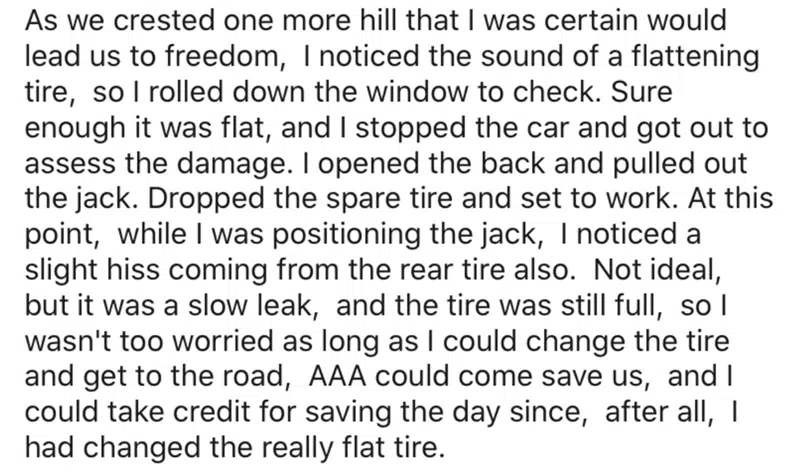 As we crested one more hill that I was certain would
lead us to freedom,  I noticed the sound of a flattening
tire,  so I rolled down the window to check. Sure
enough it was flat, and I stopped the car and got out to
assess the damage. I opened the back and pulled out
the jack. Dropped the spare tire and set to work. At this
point,  while I was positioning the jack,  I noticed a
slight hiss coming from the rear tire also.  Not ideal,
but it was a slow leak,  and the tire was still full,  so I
wasn't too worried as long as I could change the tire
and get to the road,  AAA could come save us,  and I
could take credit for saving the day since,  after all,  I
had changed the really flat tire.